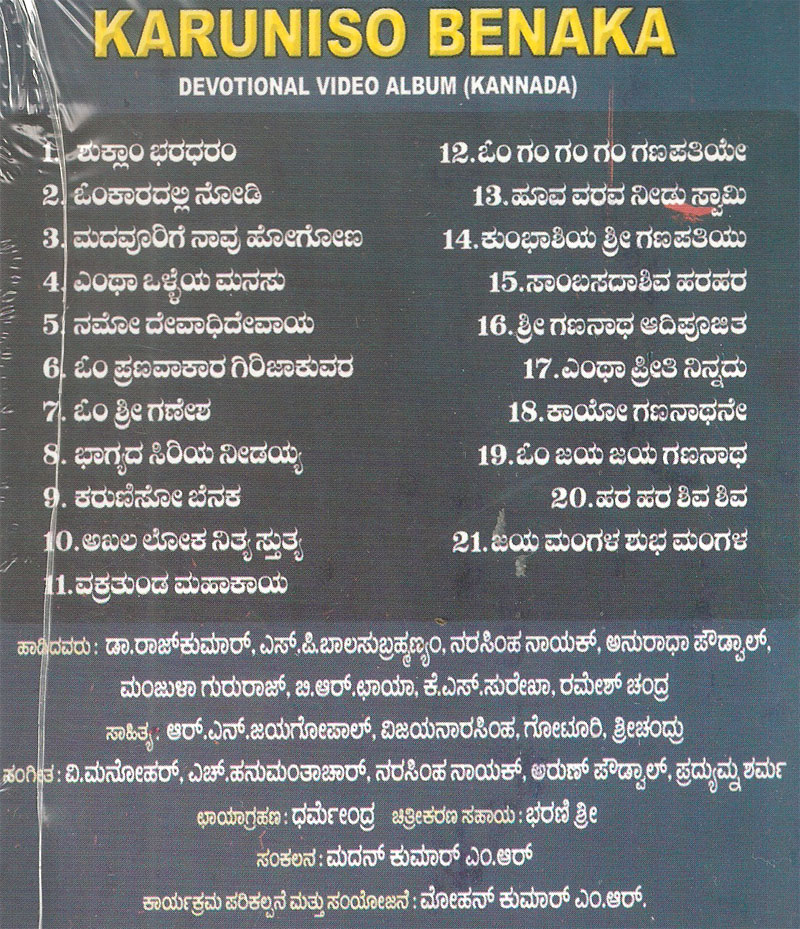 KARUNISO BENAKA
DEVOTIONAL VIDEO ALBUM (KANNADA)
1. ಶುಕ್ಲಾಂ ಭರಧರಂ
2. ಓಂಕಾರದಲ್ಲಿ ನೋಡಿ
3. ಮದವೂರಿಗೆ ನಾವು ಹೋಗೋಣ
4. ಎಂಥಾ ಒಳ್ಳೆಯ ಮನಸು
5. ನಮೋ ದೇವಾಧಿದೇವಾಯ
6. ಓಂ ಪ್ರಣವಾಕಾರ ಗಿರಿಜಾಕುವರ
7. ಓಂ ಶ್ರೀ ಗಣೇಶ
8. ಭಾಗ್ಯದ ಸಿರಿಯ ನೀಡಯ್ಯ
9. ಕರುಣಿಸೋ ಬೆನಕ
10. ಅಖಲ ಲೋಕ ನಿತ್ಯ ಸ್ತುತ್ಯ
11. ವಕ್ರತುಂಡ ಮಹಾಕಾಯ
12. ಓಂ ಗಂ ಗಂ ಗಂ ಗಣಪತಿಯೇ
13. ಹೂವ ವರವ ನೀಡು ಸ್ವಾಮಿ
14. ಕುಂಭಾಶಿಯ ಶ್ರೀ ಗಣಪತಿಯು
15. ಸಾಂಬಸದಾಶಿವ ಹರಹರ
16. ಶ್ರೀ ಗಣನಾಥ ಆದಿಪೂಜಿತ
17. ಎಂಥಾ ಪ್ರೀತಿ ನಿನ್ನದು
18. ಕಾಯೋ ಗಣನಾಥನೇ
19. ಓಂ ಜಯ ಜಯ ಗಣನಾಥ
20. ಹರ ಹರ ಶಿವ ಶಿವ
21. ಜಯ ಮಂಗಳ ಶುಭ ಮಂಗಳ
ಹಾಡಿದವರು : ಡಾ.ರಾಜ್‌ಕುಮಾರ್, ಎಸ್.ಪಿ.ಬಾಲಸುಬ್ರಹ್ಮಣ್ಯಂ, ನರಸಿಂಹ ನಾಯಕ್, ಅನುರಾಧಾ ಪೌಡ್ವಾಲ್,
ಮಂಜುಳಾ ಗುರುರಾಜ್, ಬಿ.ಆರ್.ಛಾಯಾ, ಕೆ.ಎಸ್.ಸುರೇಖಾ, ರಮೇಶ್ ಚಂದ್ರ
ಸಾಹಿತ್ಯ : ಆರ್.ಎನ್.ಜಯಗೋಪಾಲ್, ವಿಜಯನಾರಸಿಂಹ, ಗೋಟೂರಿ, ಶ್ರೀಚಂದ್ರು
ಸಂಗೀತ : ವಿ.ಮನೋಹರ್, ಎಚ್.ಹನುಮಂತಾಚಾರ್, ನರಸಿಂಹ ನಾಯಕ್, ಅರುಣ್ ಪೌಡ್ವಾಲ್, ಪ್ರದ್ಯುಮ್ನ ಶರ್ಮ
ಛಾಯಾಗ್ರಹಣ : ಧರ್ಮೇಂದ್ರ ಚಿತ್ರೀಕರಣ ಸಹಾಯ : ಭರಣಿ ಶ್ರೀ
ಸಂಕಲನ : ಮದನ್ ಕುಮಾರ್ ಎಂ.ಆರ್
ಕಾರ್ಯಕ್ರಮ ಪರಿಕಲ್ಪನೆ ಮತ್ತು ಸಂಯೋಜನೆ : ಮೋಹನ್ ಕುಮಾರ್ ಎಂ.ಆರ್.